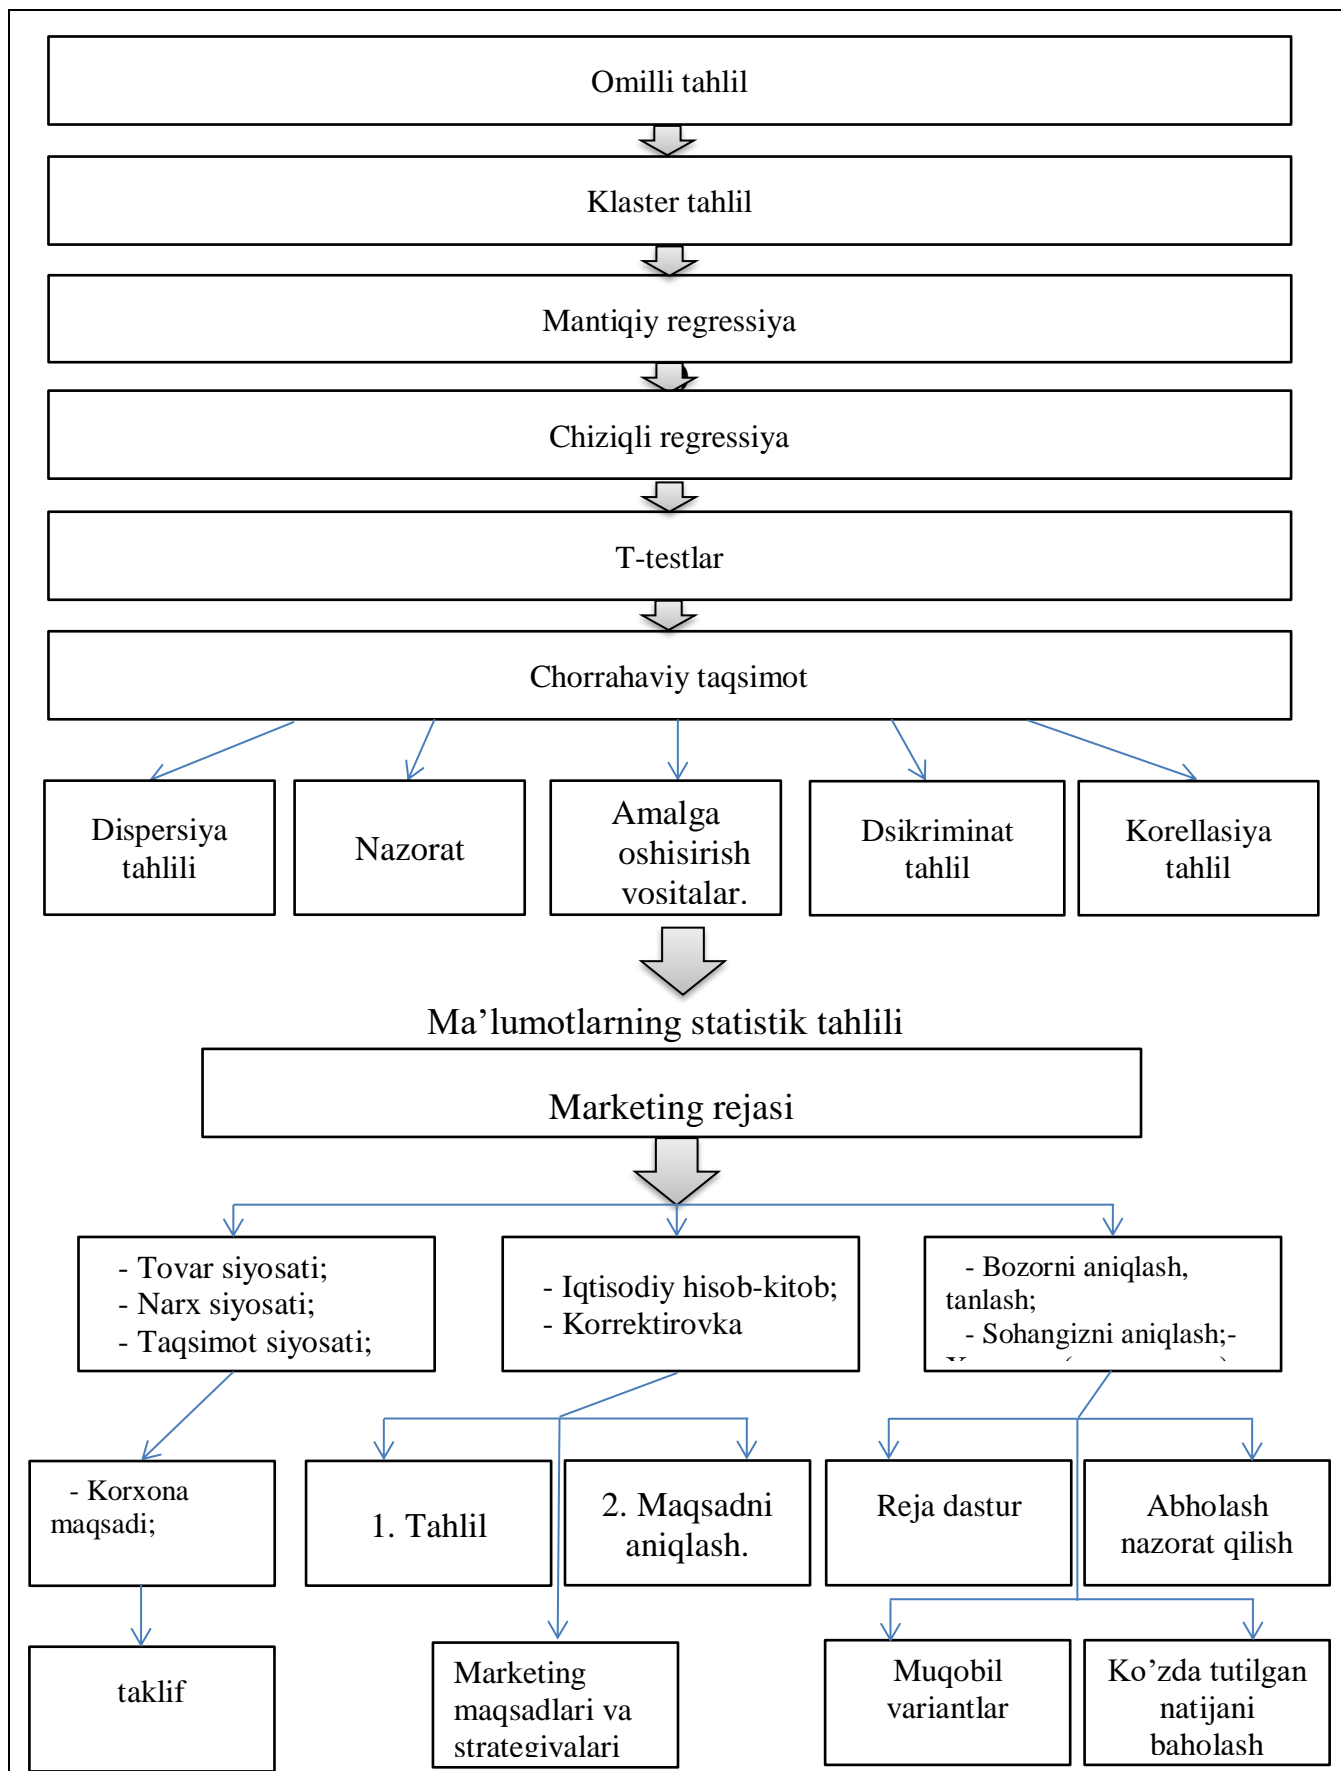 Omilli tahlil
Klaster tahlil
Mantiqiy regressiya
Chiziqli regressiya
T-testlar
Chorrahaviy taqsimot
Dispersiya
tahlili
Nazorat
Amalga
oshisirish
vositalar.
Dsikriminat
tahlil
Korellasiya
tahlil
Ma’lumotlarning statistik tahlili
Marketing rejasi
- Tovar siyosati;
- Narx siyosati;
- Taqsimot siyosati;
- Iqtisodiy hisob-kitob;
- Korrektirovka
- Bozorni aniqlash,
tanlash;
- Sohangizni aniqlash;-
- Korxona
maqsadi;
1. Tahlil
2. Maqsadni
aniqlash.
Reja dastur
Abholash
nazorat qilish
taklif
Marketing
maqsadlari va
strategiyalari
Muqobil
variantlar
Ko’zda tutilgan
natijani
baholash